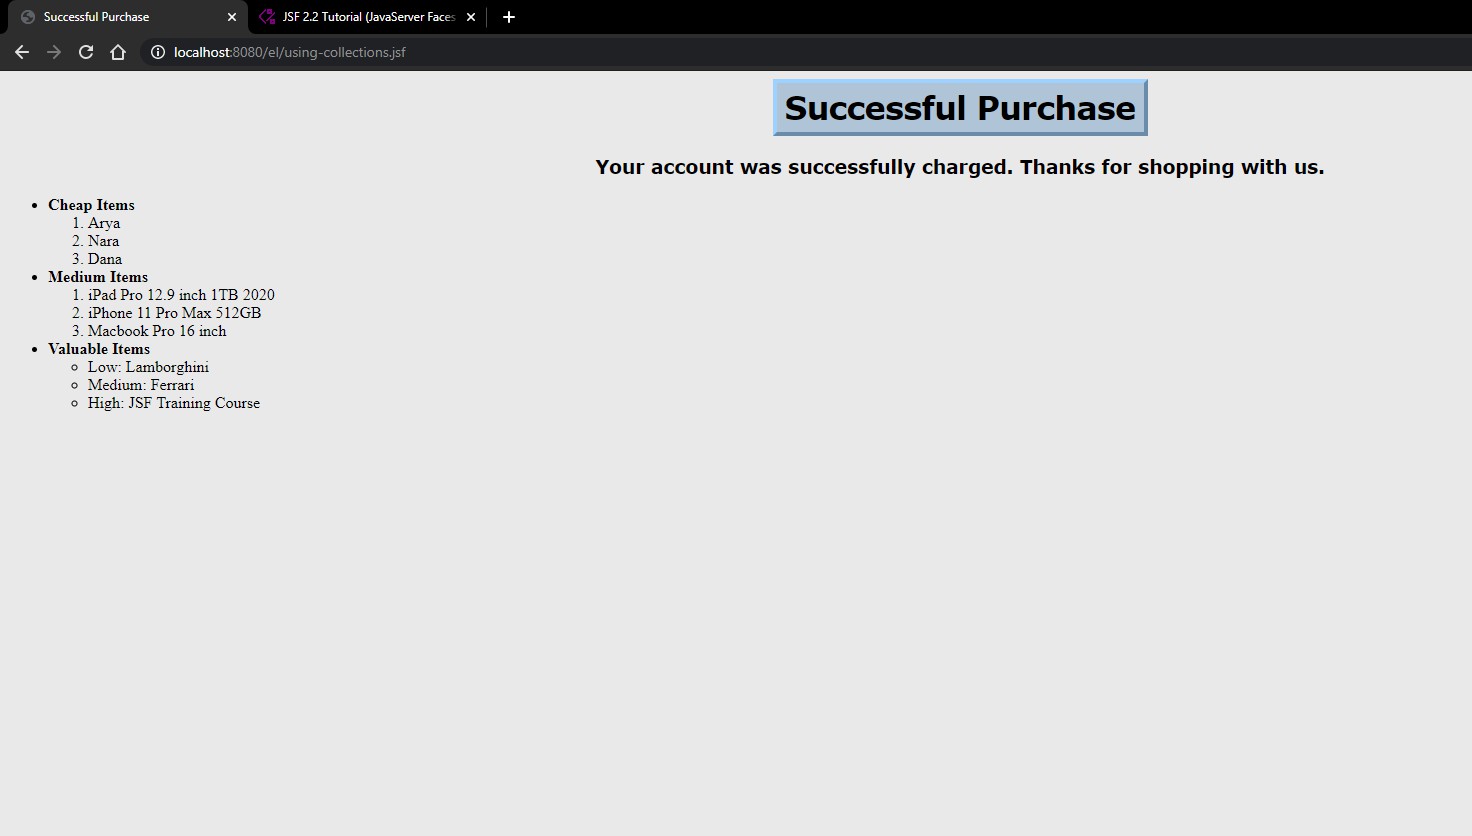 Successful Purchase
JSF 2.2 Tutorial (JavaServer Faces
localhost:8080/el/using-collections.jsf
Successful Purchase
Your account was successfully charged. Thanks for shopping with us.
• Cheap Items
1. Arya
2. Nara
3. Dana
• Medium Items
1. iPad Pro 12.9 inch 1TB 2020
2. iPhone 11 Pro Max 512GB
3. Macbook Pro 16 inch
• Valuable Items
◦ Low: Lamborghini
◦ Medium: Ferrari
◦ High: JSF Training Course